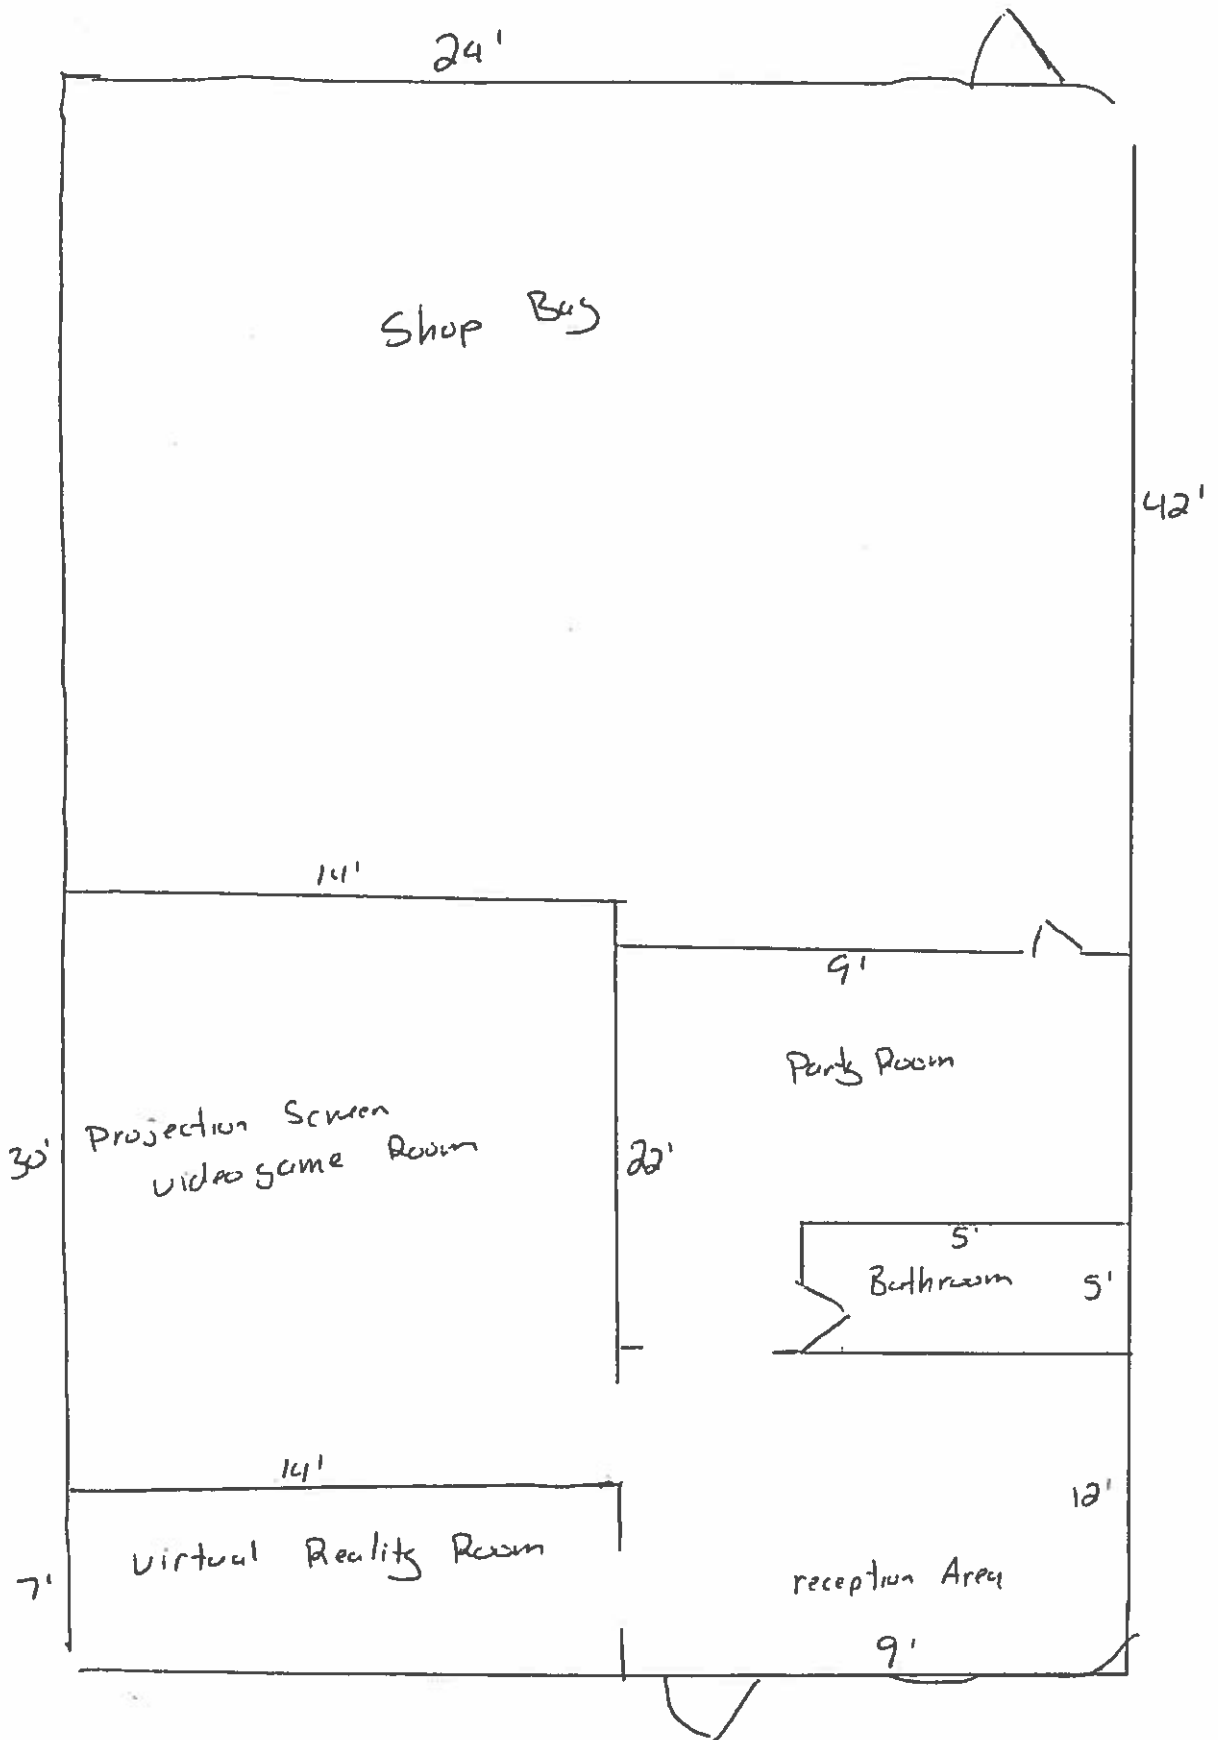 24'
Shop Bay
42'
14'
9'
Party Room
Projection Screen
30'
videogame Room
22'
5'
Bathroom
5'
14'
12'
Virtual Reality Room
7'
reception Area
9'